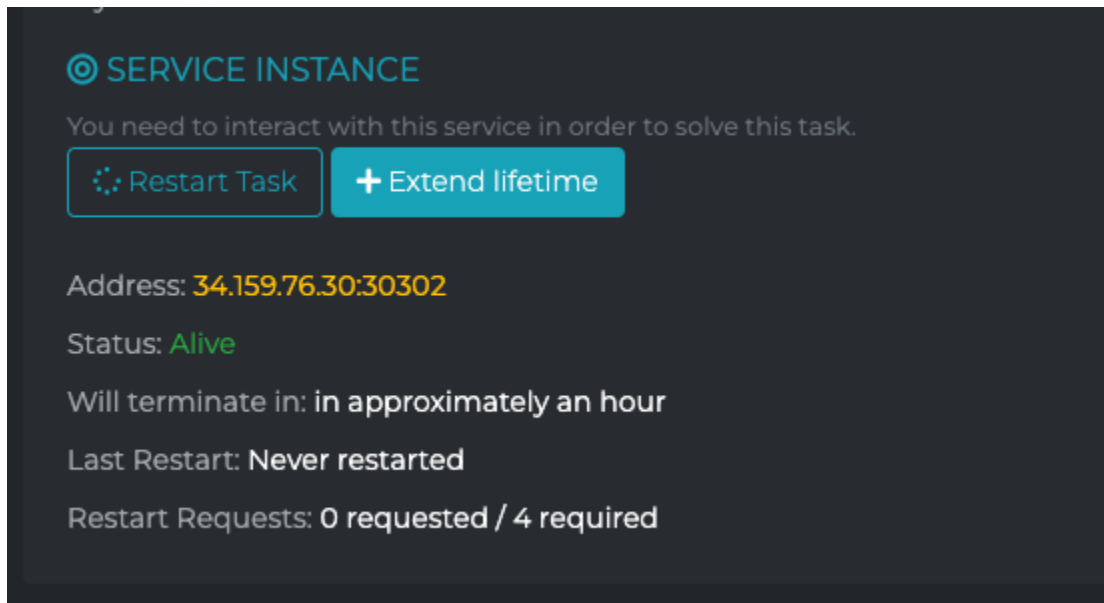 SERVICE INSTANCE
You need to interact with this service in order to solve this task.
Restart Task
+ Extend lifetime
Address: 34.159.76.30:30302
Status: Alive
Will terminate in: in approximately an hour
Last Restart: Never restarted
Restart Requests: 0 requested / 4 required